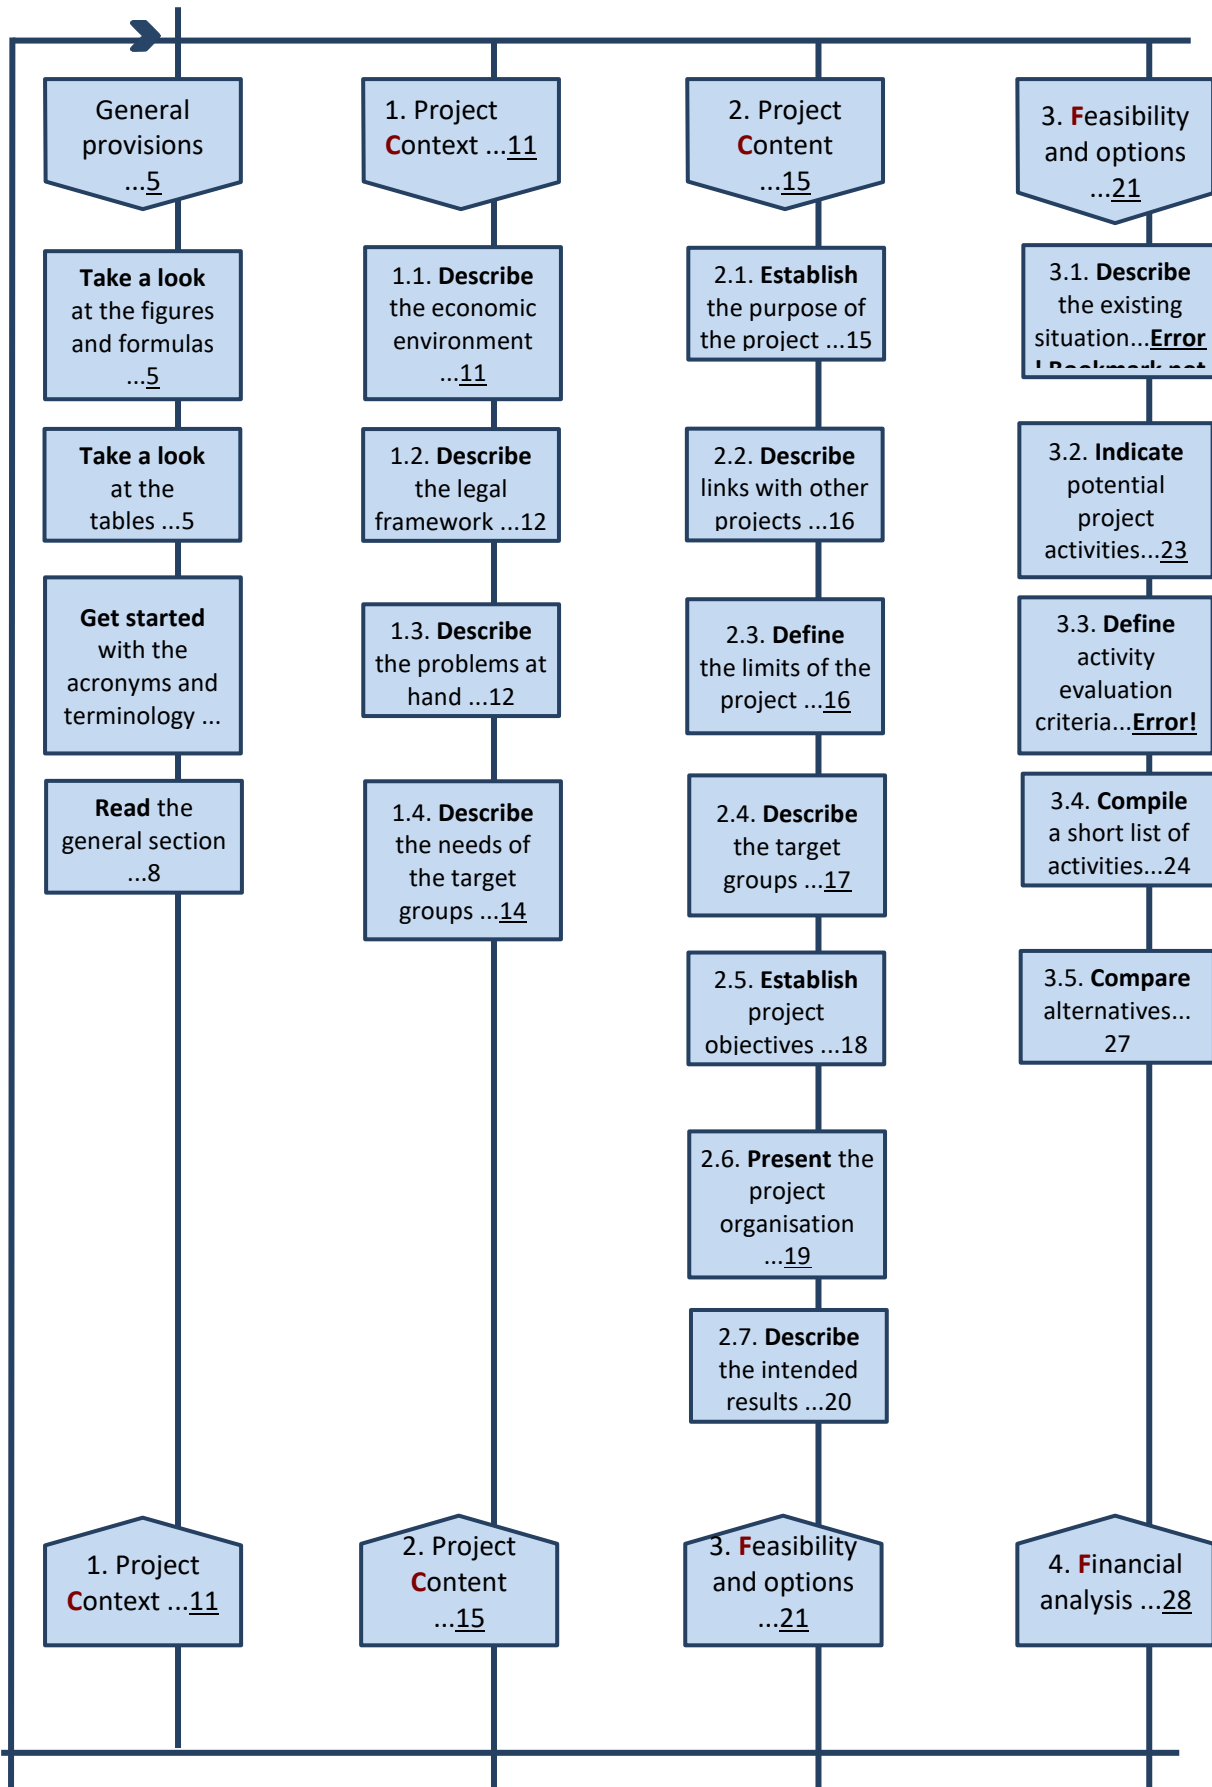 General
provisions
...5
Take a look
at the figures
and formulas
...5
Take a look
at the
tables ...5
Get started
with the
acronyms and
terminology ...
Read the
general section
...8
1. Project
Context ...11
1. Project
Context ...11
1.1. Describe
the economic
environment
...11
1.2. Describe
the legal
framework ...12
1.3. Describe
the problems at
hand ...12
1.4. Describe
the needs of
the target
groups ...14
2. Project
Content
...15
2. Project
Content
...15
2.1. Establish
the purpose of
the project ...15
2.2. Describe
links with other
projects ...16
2.3. Define
the limits of the
project ...16
2.4. Describe
the target
groups ...17
2.5. Establish
project
objectives ...18
2.6. Present the
project
organisation
...19
2.7. Describe
the intended
results ...20
3. Feasibility
and options
...21
3. Feasibility
and options
...21
3.1. Describe
the existing
situation...Error
! Bookmark not
3.2. Indicate
potential
project
activities...23
3.3. Define
activity
evaluation
criteria...Error!
3.4. Compile
a short list of
activities...24
3.5. Compare
alternatives...
27
4. Financial
analysis ...28